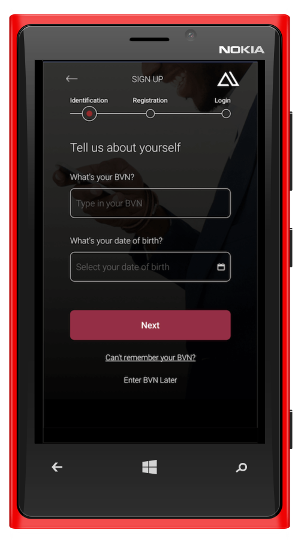 NOKIA
SIGN UP
Identification Registration Login
Tell us about yourself
What's your BVN?
Type in your BVN
What's your date of birth?
Select your date of birth
Next
Can't remember your BVN?
Enter BVN Later